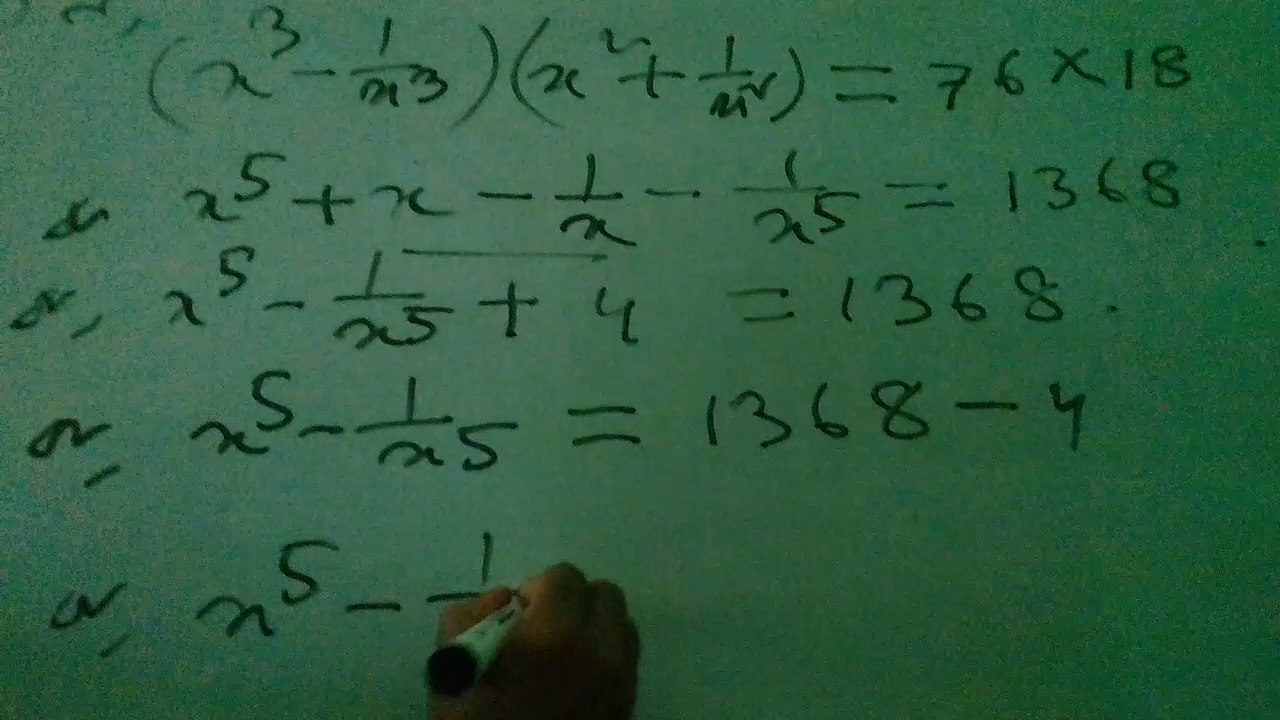 (x³ - 1/x³)(x² + 1/x²) = 76 × 18
or x⁵ + x - 1/x - 1/x⁵ = 1368
or, x⁵ - 1/x⁵ + 4 = 1368.
or, x⁵ - 1/x⁵ = 1368 - 4
or, x⁵ - 1